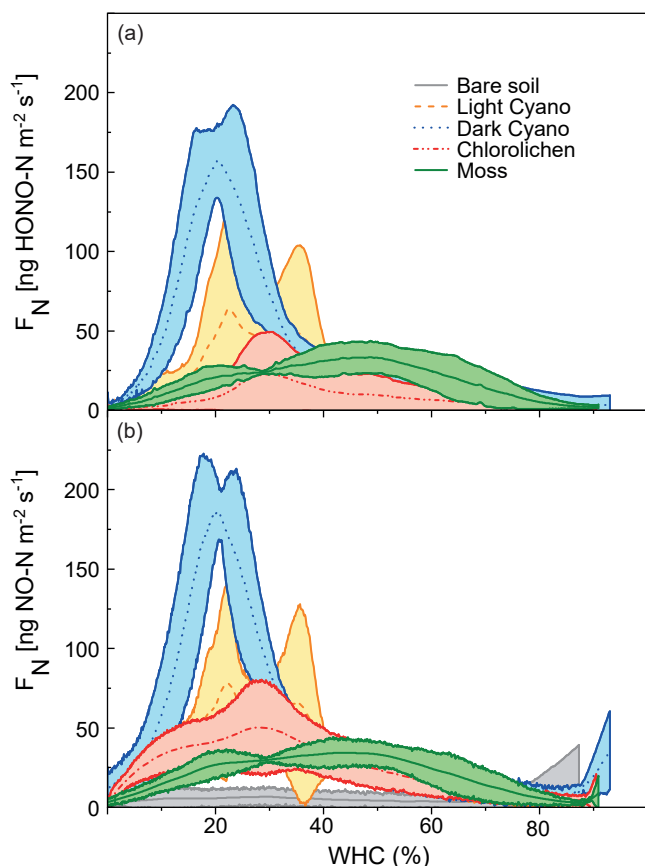 (a)
200
150
100
50
0
F_N [ng HONO-N m⁻² s⁻¹]
Bare soil
Light Cyano
Dark Cyano
Chlorolichen
Moss
(b)
200
150
100
50
0
F_N [ng NO-N m⁻² s⁻¹]
20 40 60 80
WHC (%)